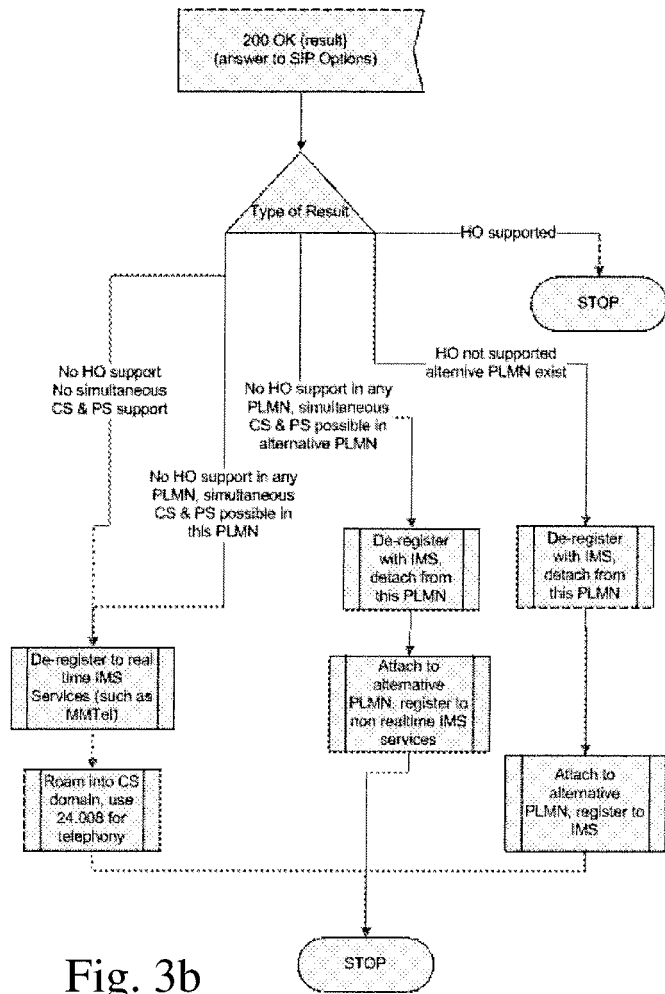 200 OK (result)
(answer to SIP Options)
Type of Result
HO supported
STOP
No HO support
No simultaneous
CS & PS support
No HO support in any
PLMN, simultaneous
CS & PS possible in
this PLMN
No HO support in any
PLMN, simultaneous
CS & PS possible in
alternative PLMN
HO not supported
alternive PLMN exist
De-register
with IMS,
detach from
this PLMN
De-register
with IMS,
detach from
this PLMN
De-register to real
time IMS
Services (such as
MMTel)
Attach to
alternative
PLMN, register to
non realtime IMS
services
Roam into CS
domain, use
24.008 for
telephony
Attach to
alternative
PLMN, register to
IMS
STOP
Fig. 3b